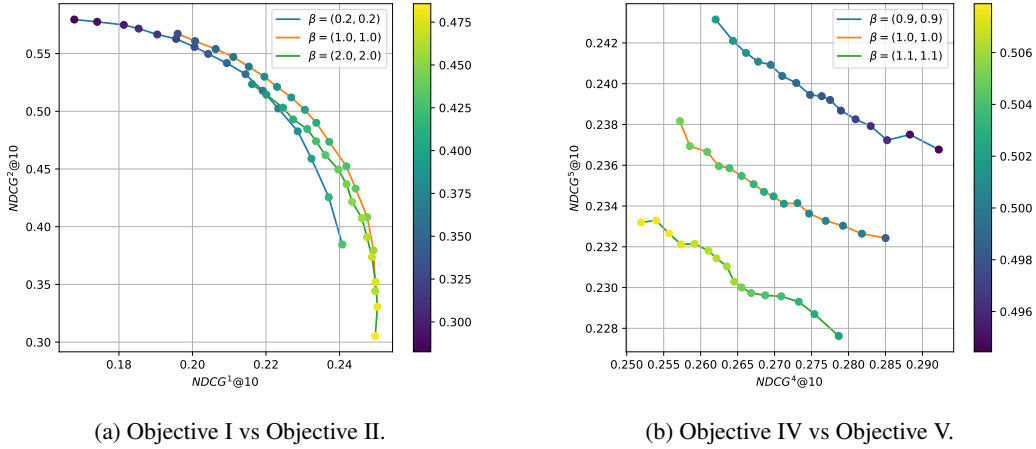 0.55
0.50
0.45
0.40
0.35
0.30
NDCG²@10
0.18 0.20 0.22 0.24
NDCG¹@10
β = (0.2, 0.2)
β = (1.0, 1.0)
β = (2.0, 2.0)
0.475
0.450
0.425
0.400
0.375
0.350
0.325
0.300
(a) Objective I vs Objective II.
0.242
0.240
0.238
0.236
0.234
0.232
0.230
0.228
NDCG⁵@10
0.250 0.255 0.260 0.265 0.270 0.275 0.280 0.285 0.290
NDCG⁴@10
β = (0.9, 0.9)
β = (1.0, 1.0)
β = (1.1, 1.1)
0.506
0.504
0.502
0.500
0.498
0.496
(b) Objective IV vs Objective V.